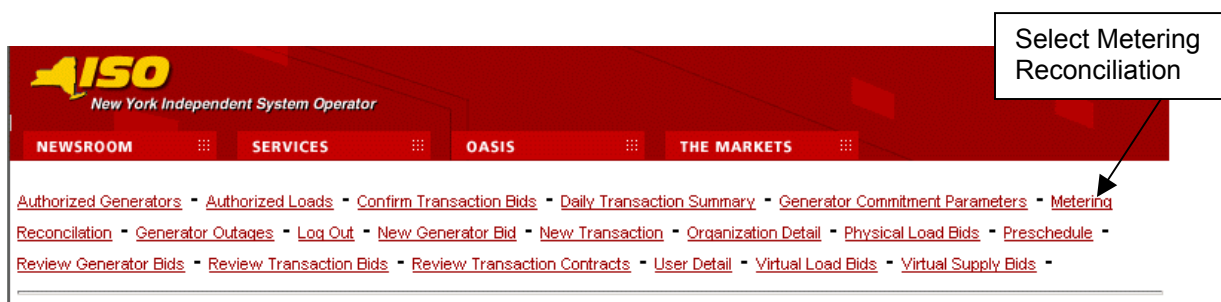 Select Metering
Reconciliation
ISO
New York Independent System Operator
NEWSROOM SERVICES OASIS THE MARKETS
Authorized Generators - Authorized Loads - Confirm Transaction Bids - Daily Transaction Summary - Generator Commitment Parameters - Metering
Reconcilation - Generator Outages - Log Out - New Generator Bid - New Transaction - Organization Detail - Physical Load Bids - Preschedule -
Review Generator Bids - Review Transaction Bids - Review Transaction Contracts - User Detail - Virtual Load Bids - Virtual Supply Bids -